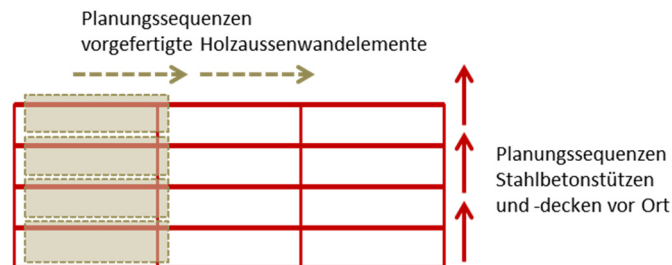 Planungssequenzen
vorgefertigte Holzaussenwandelemente
Planungssequenzen
Stahlbetonstützen
und -decken vor Ort